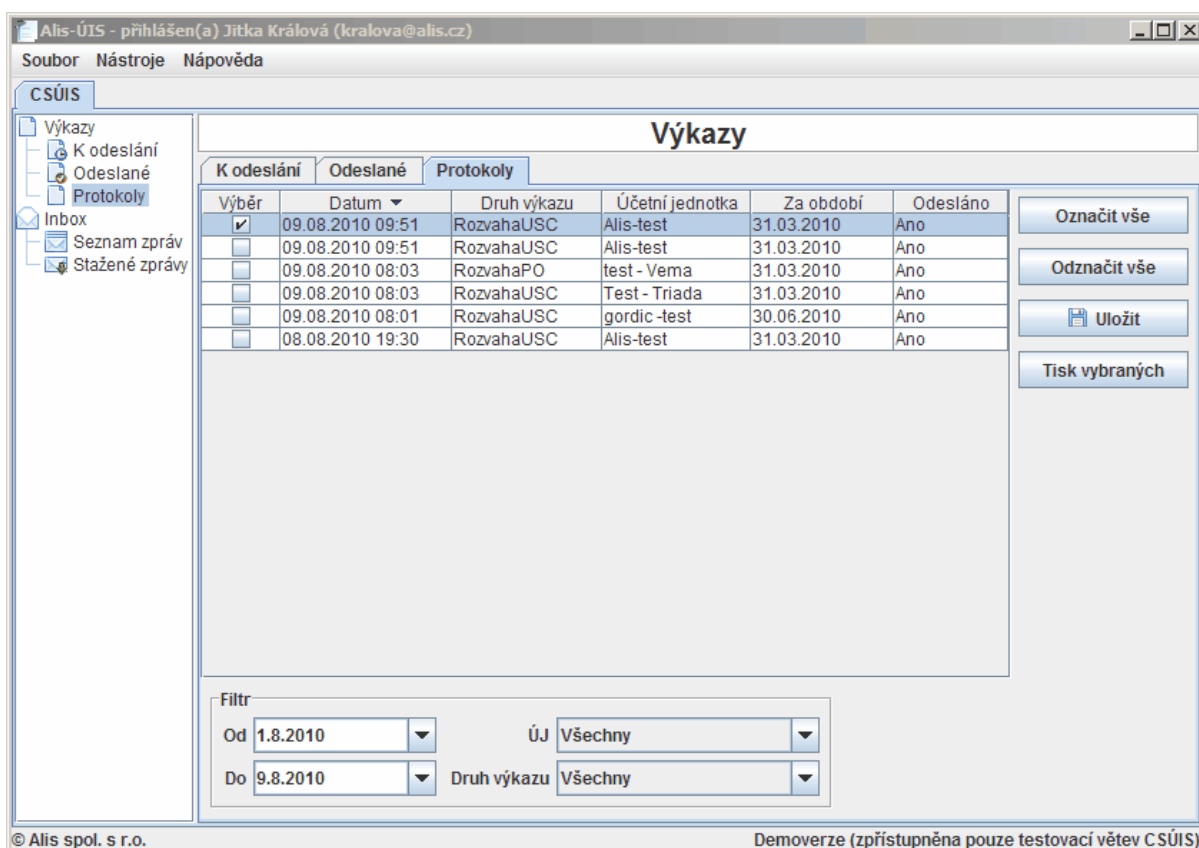 Alis-ÚIS - přihlášen(a) Jitka Králová (kralova@alis.cz)
Soubor Nástroje Nápověda
CSÚIS
Výkazy
K odeslání
Odeslané
Protokoly
Inbox
Seznam zpráv
Stažené zprávy
Výkazy
K odeslání Odeslané Protokoly
Výběr Datum Druh výkazu Účetní jednotka Za období Odesláno
09.08.2010 09:51 RozvahaUSC Alis-test 31.03.2010 Ano
09.08.2010 09:51 RozvahaUSC Alis-test 31.03.2010 Ano
09.08.2010 08:03 RozvahaPO test - Vema 31.03.2010 Ano
09.08.2010 08:03 RozvahaUSC Test - Triada 31.03.2010 Ano
09.08.2010 08:01 RozvahaUSC gordic -test 30.06.2010 Ano
08.08.2010 19:30 RozvahaUSC Alis-test 31.03.2010 Ano
Označit vše
Odznačit vše
Uložit
Tisk vybraných
Filtr
Od 1.8.2010 ÚJ Všechny
Do 9.8.2010 Druh výkazu Všechny
© Alis spol. s r.o. Demoverze (zpřístupněna pouze testovací větev CSÚIS)